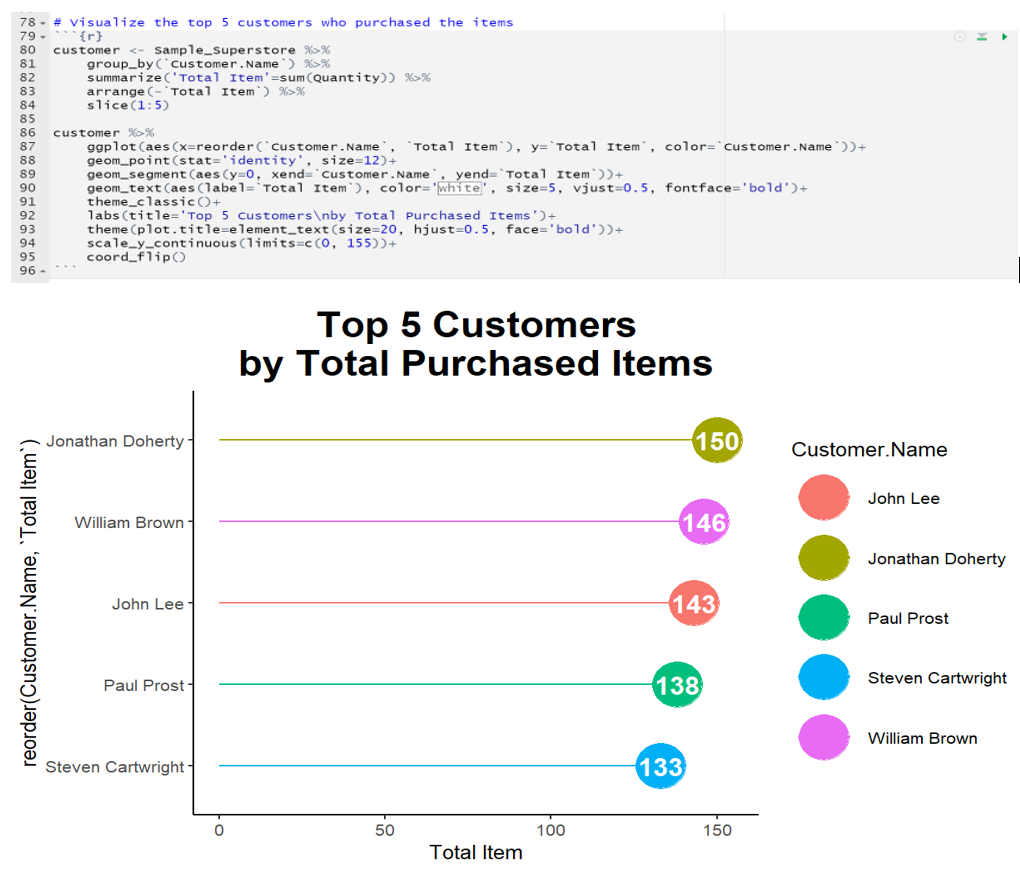 78 # Visualize the top 5 customers who purchased the items
79 ```{r}
80 customer <- Sample_Superstore %>%
81     group_by(`Customer.Name`) %>%
82     summarize('Total Item'=sum(Quantity)) %>%
83     arrange(-`Total Item`) %>%
84     slice(1:5)
85
86 customer %>%
87     ggplot(aes(x=reorder(`Customer.Name`, `Total Item`), y=`Total Item`, color=`Customer.Name`))+
88     geom_point(stat='identity', size=12)+
89     geom_segment(aes(y=0, xend=`Customer.Name`, yend=`Total Item`))+
90     geom_text(aes(label=`Total Item`), color='white', size=5, vjust=0.5, fontface='bold')+
91     theme_classic()+
92     labs(title='Top 5 Customers\nby Total Purchased Items')+
93     theme(plot.title=element_text(size=20, hjust=0.5, face='bold'))+
94     scale_y_continuous(limits=c(0, 155))+
95     coord_flip()
96 ```
Top 5 Customers
by Total Purchased Items
reorder(Customer.Name, `Total Item`)
Jonathan Doherty 150
William Brown 146
John Lee 143
Paul Prost 138
Steven Cartwright 133
0 50 100 150
Total Item
Customer.Name
John Lee
Jonathan Doherty
Paul Prost
Steven Cartwright
William Brown